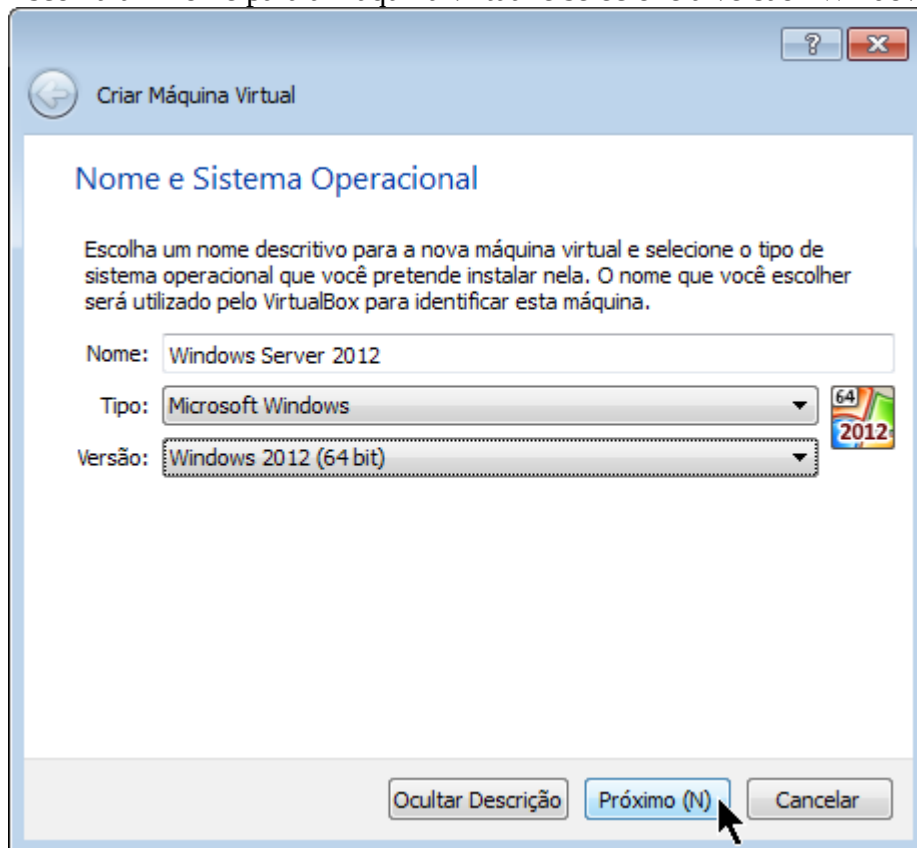 ?
Criar Máquina Virtual
Nome e Sistema Operacional
Escolha um nome descritivo para a nova máquina virtual e selecione o tipo de
sistema operacional que você pretende instalar nela. O nome que você escolher
será utilizado pelo VirtualBox para identificar esta máquina.
Nome: Windows Server 2012
Tipo: Microsoft Windows
64
2012
Versão: Windows 2012 (64 bit)
Ocultar Descrição Próximo (N) Cancelar